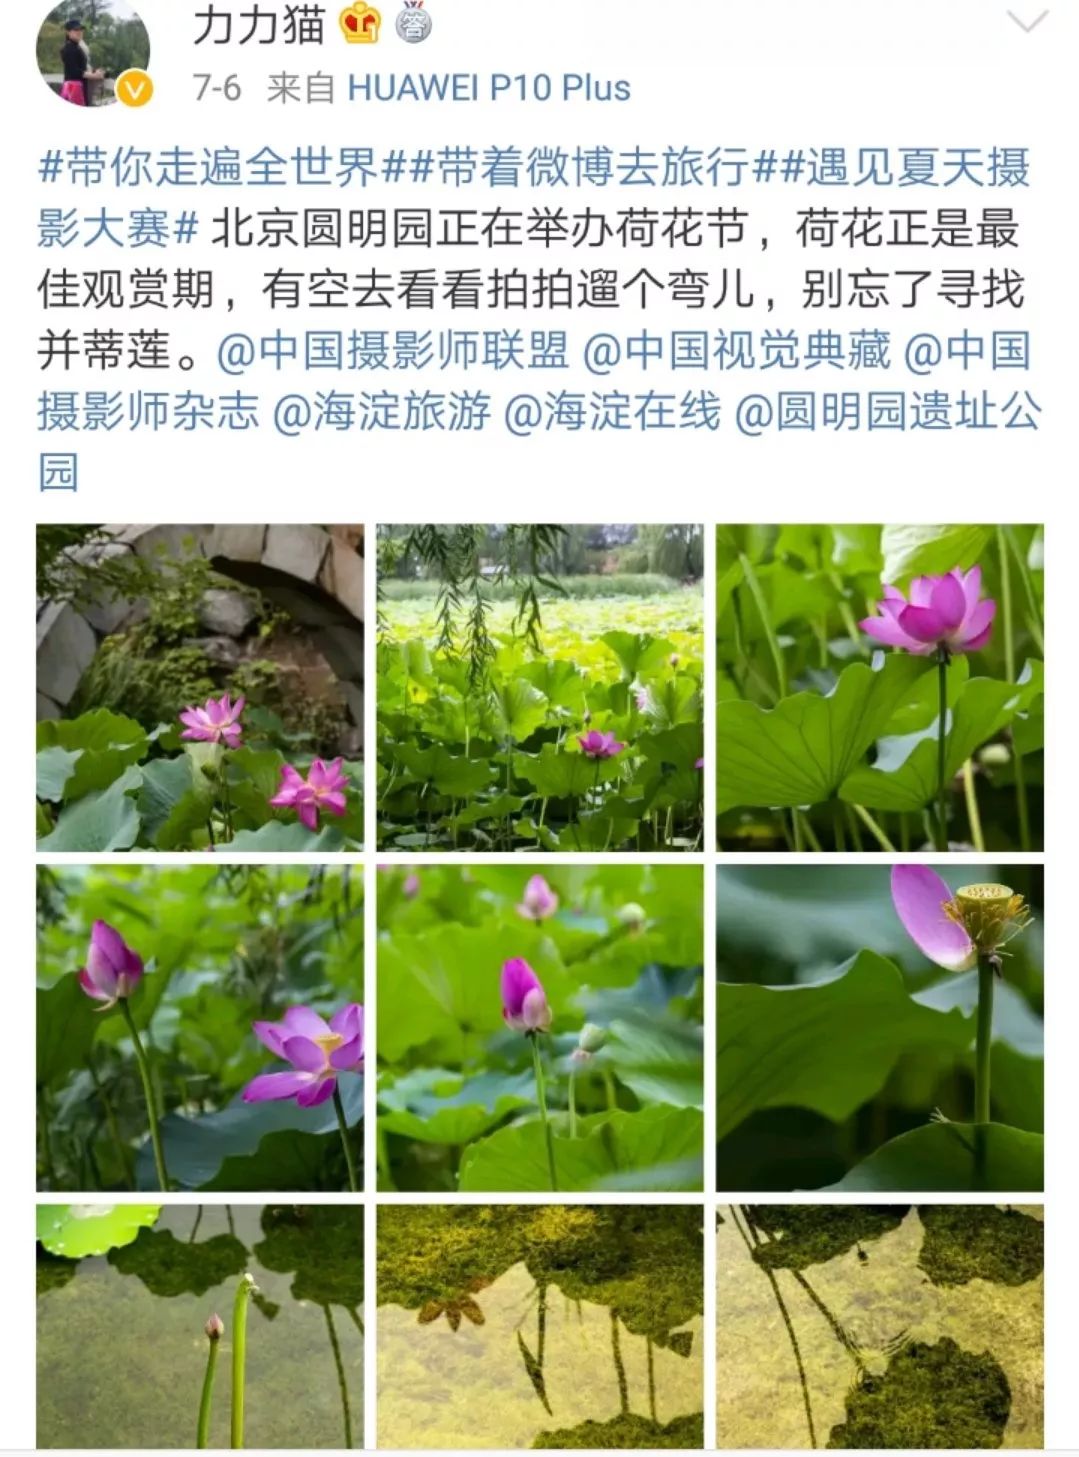 力力猫 答
7-6 来自 HUAWEI P10 Plus
#带你走遍全世界##带着微博去旅行##遇见夏天摄
影大赛# 北京圆明园正在举办荷花节，荷花正是最
佳观赏期，有空去看看拍拍遛个弯儿，别忘了寻找
并蒂莲。@中国摄影师联盟 @中国视觉典藏 @中国
摄影师杂志 @海淀旅游 @海淀在线 @圆明园遗址公
园